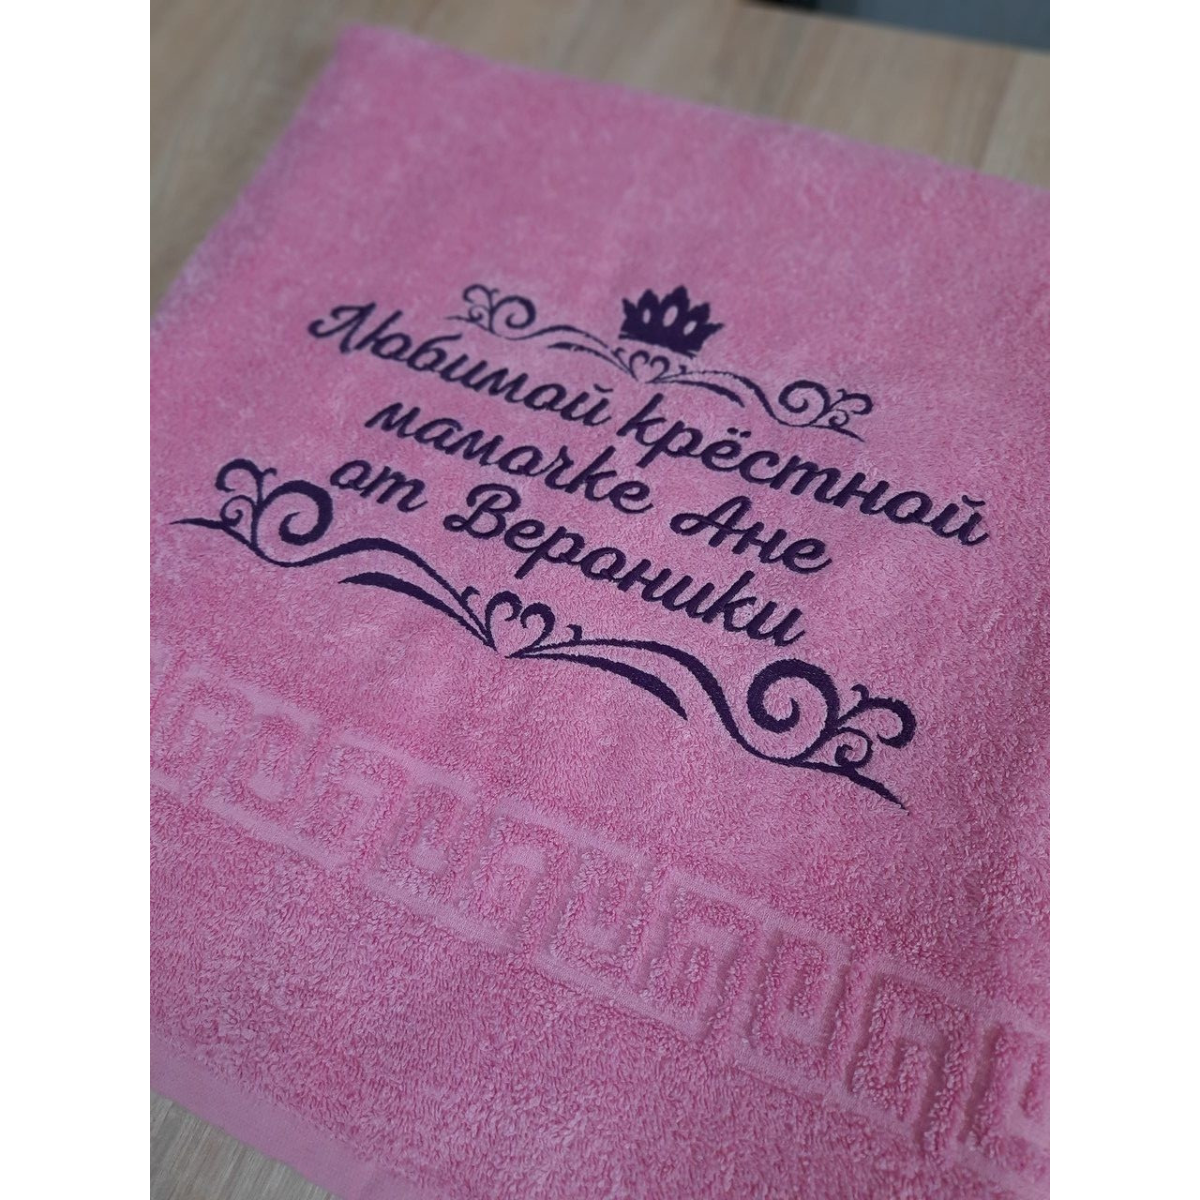 Любимой крёстной
мамочке Ане
от Вероники